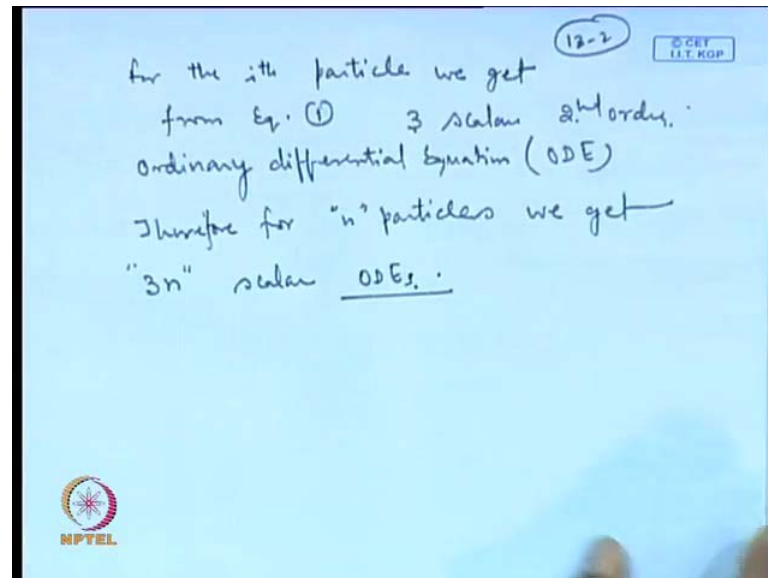 13-2
© CET
I.I.T. KGP
for the ith particle we get
from Eq. ① 3 scalar 2nd order.
ordinary differential Equation (ODE)
Therefore for "n" particles we get
"3n" scalar ODEs.
NPTEL